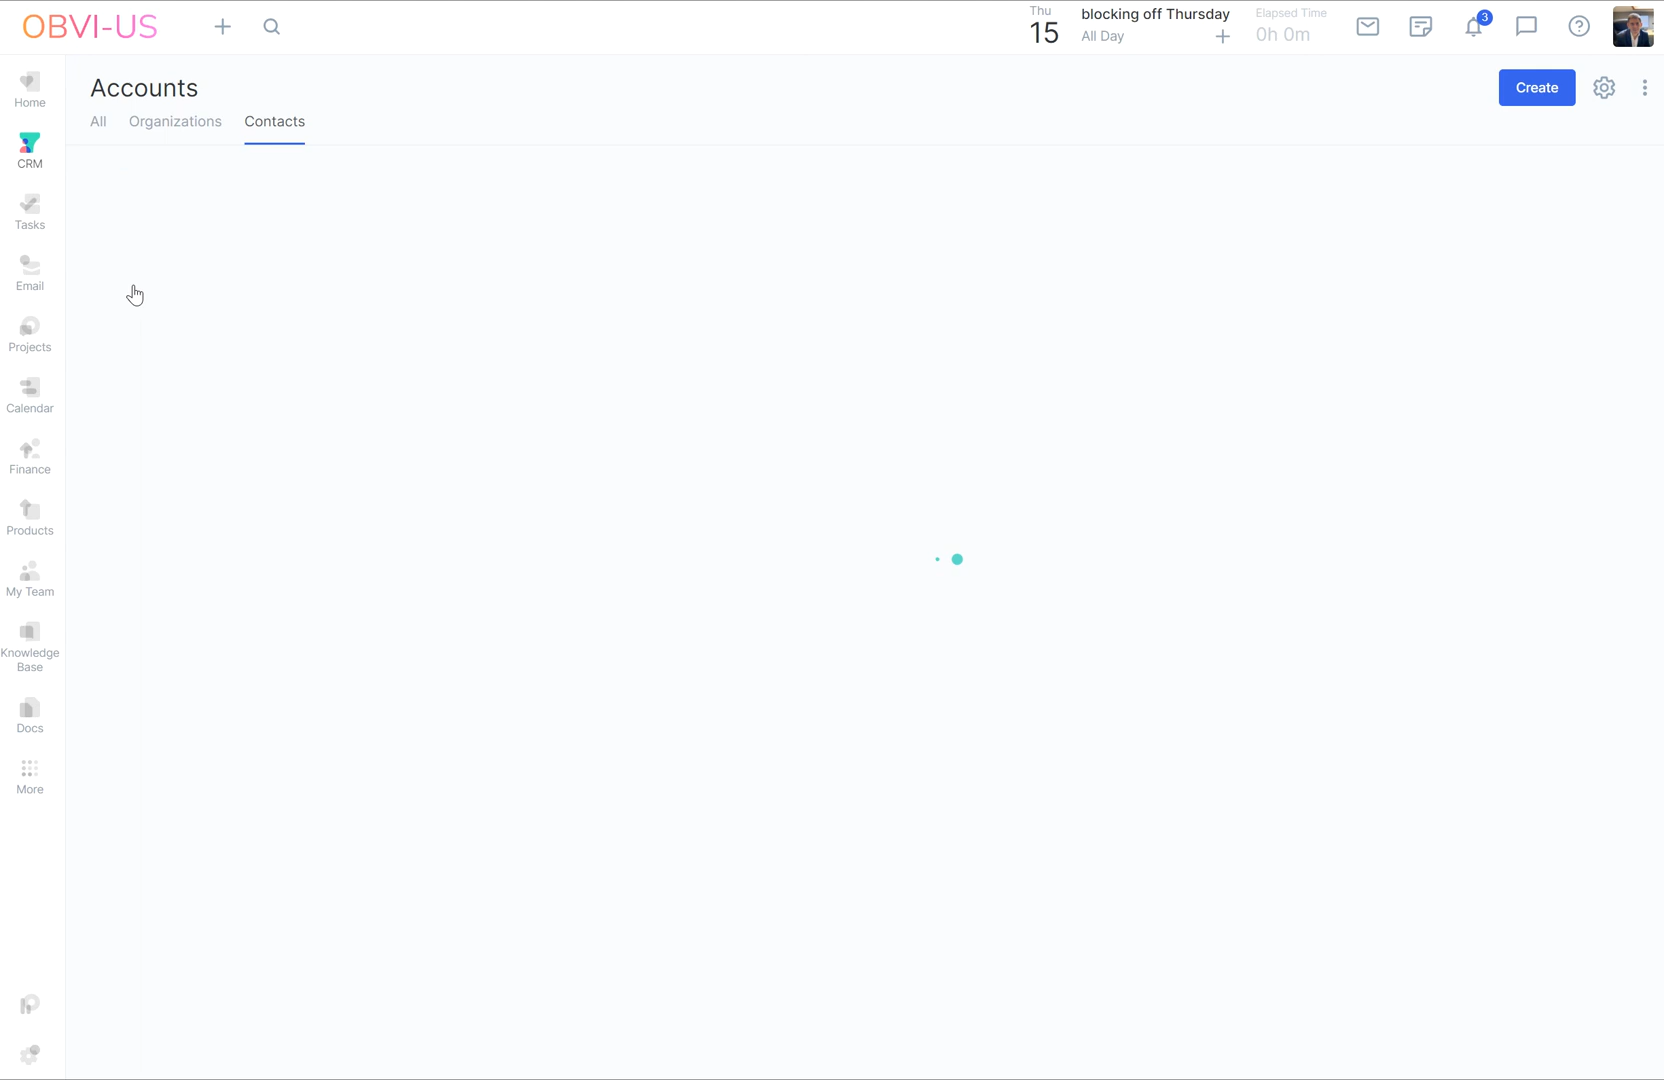 OBVI-US
Thu
15
blocking off Thursday
All Day
Elapsed Time
0h 0m
3
Home
CRM
Tasks
Email
Projects
Calendar
Finance
Products
My Team
Knowledge
Base
Docs
More
Accounts
Create
All Organizations Contacts